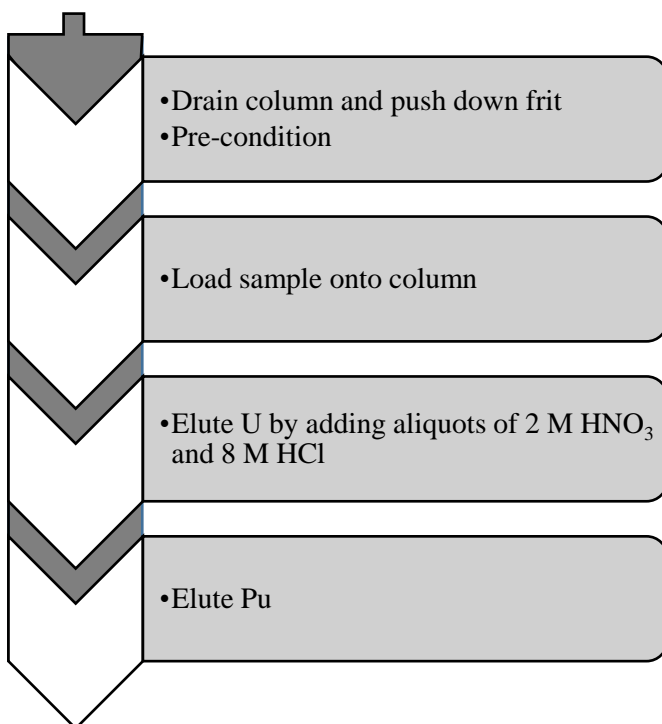 •Drain column and push down frit
•Pre-condition
•Load sample onto column
•Elute U by adding aliquots of 2 M HNO₃
and 8 M HCl
•Elute Pu